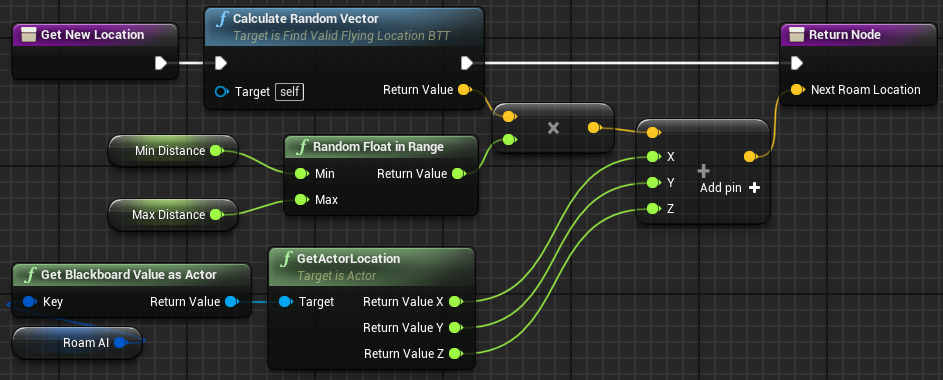 Get New Location
Calculate Random Vector
Target is Find Valid Flying Location BTT
Target self
Return Value
Return Node
Next Roam Location
Min Distance
Max Distance
Random Float in Range
Min
Return Value
Max
X
Y
Z
Add pin
Get Blackboard Value as Actor
Key
Return Value
Roam AI
GetActorLocation
Target is Actor
Target
Return Value X
Return Value Y
Return Value Z